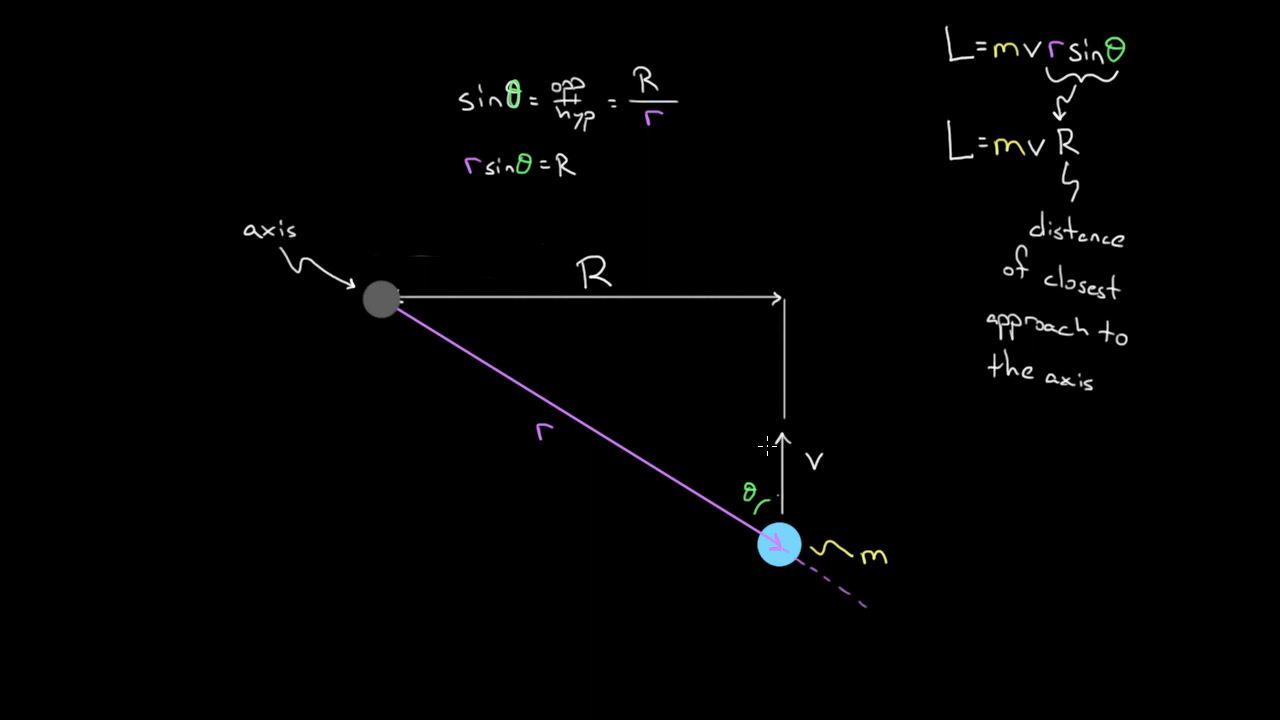 L=mvrsinθ
sinθ = opp/hyp = R/r
L=mvR
rsinθ=R
distance
of closest
approach to
the axis
axis
R
r
v
θ
m